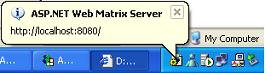 ASP.NET Web Matrix Server
http://localhost:8080/
My Computer
A...
A...
D:...